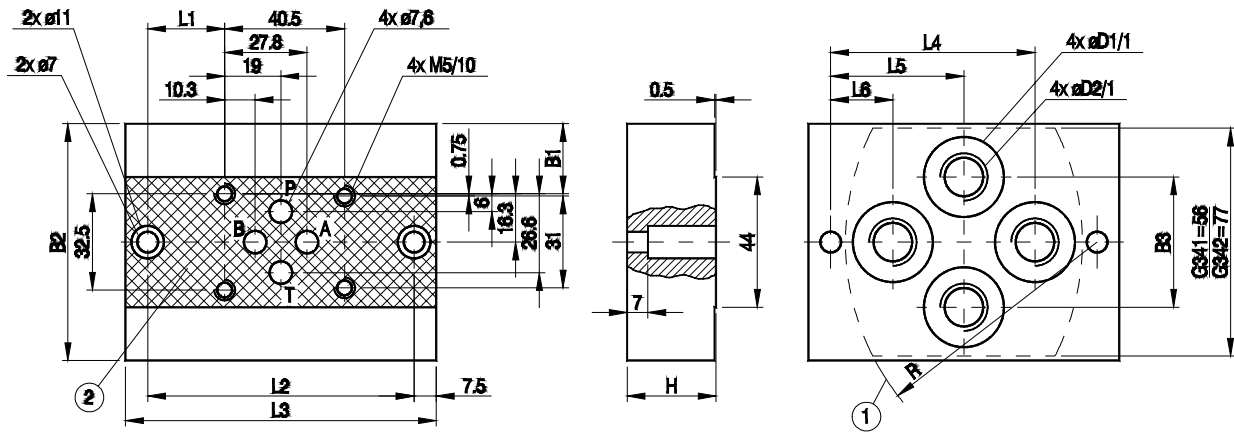 2x ø11
L1
40.5
4x ø7,6
27.8
2x ø7
19
4x M5/10
10.3
B2
32.5
P
B
A
T
0.75
B1
6
16.3
26.6
31
2
L2
7.5
L3
0.5
44
7
H
L4
4x øD1/1
L5
4x øD2/1
L6
B3
G341=56
G342=77
R
1